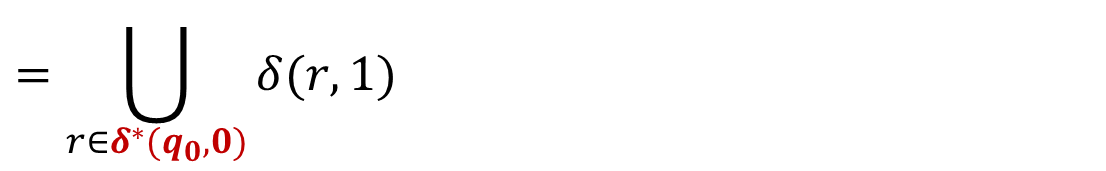 = ⋃ δ(r, 1)
r∈δ*(q₀,0)